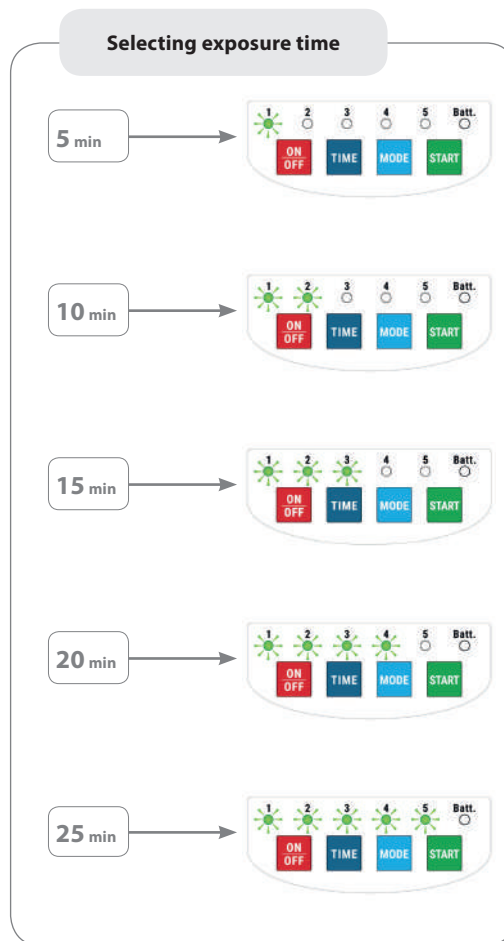 Selecting exposure time
5 min
1 2 3 4 5 Batt.
ON OFF TIME MODE START
10 min
1 2 3 4 5 Batt.
ON OFF TIME MODE START
15 min
1 2 3 4 5 Batt.
ON OFF TIME MODE START
20 min
1 2 3 4 5 Batt.
ON OFF TIME MODE START
25 min
1 2 3 4 5 Batt.
ON OFF TIME MODE START